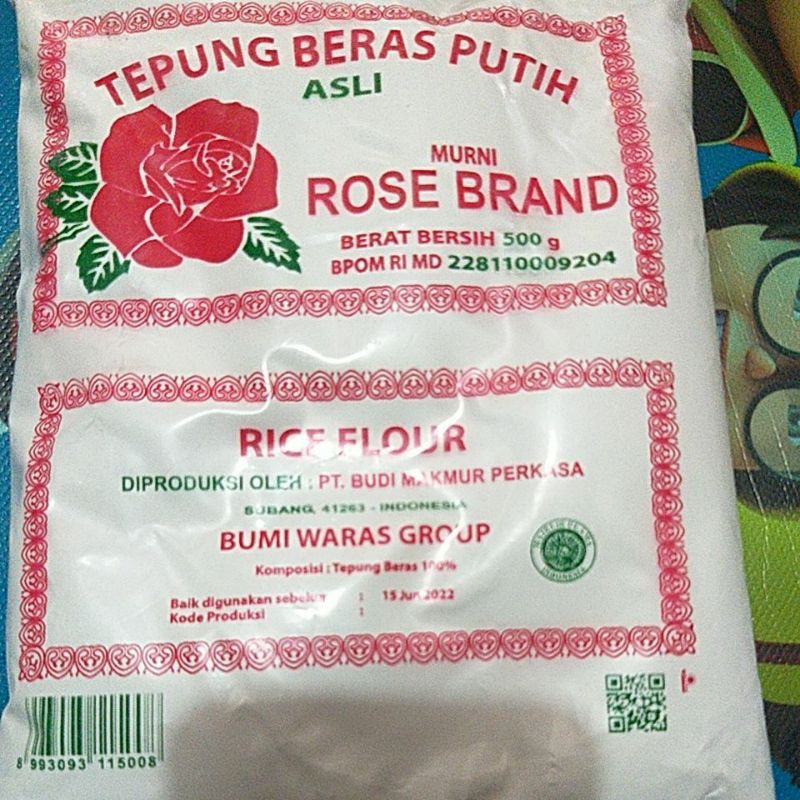 TEPUNG BERAS PUTIH
ASLI
MURNI
ROSE BRAND
BERAT BERSIH 500 g
BPOM RI MD 228110009204
RICE FLOUR
DIPRODUKSI OLEH : PT. BUDI MAKMUR PERKASA
SUBANG, 41263 - INDONESIA
BUMI WARAS GROUP
Komposisi : Tepung Beras 100%
Baik digunakan sebelum : 15 Jun 2022
Kode Produksi :
8 993093 115008